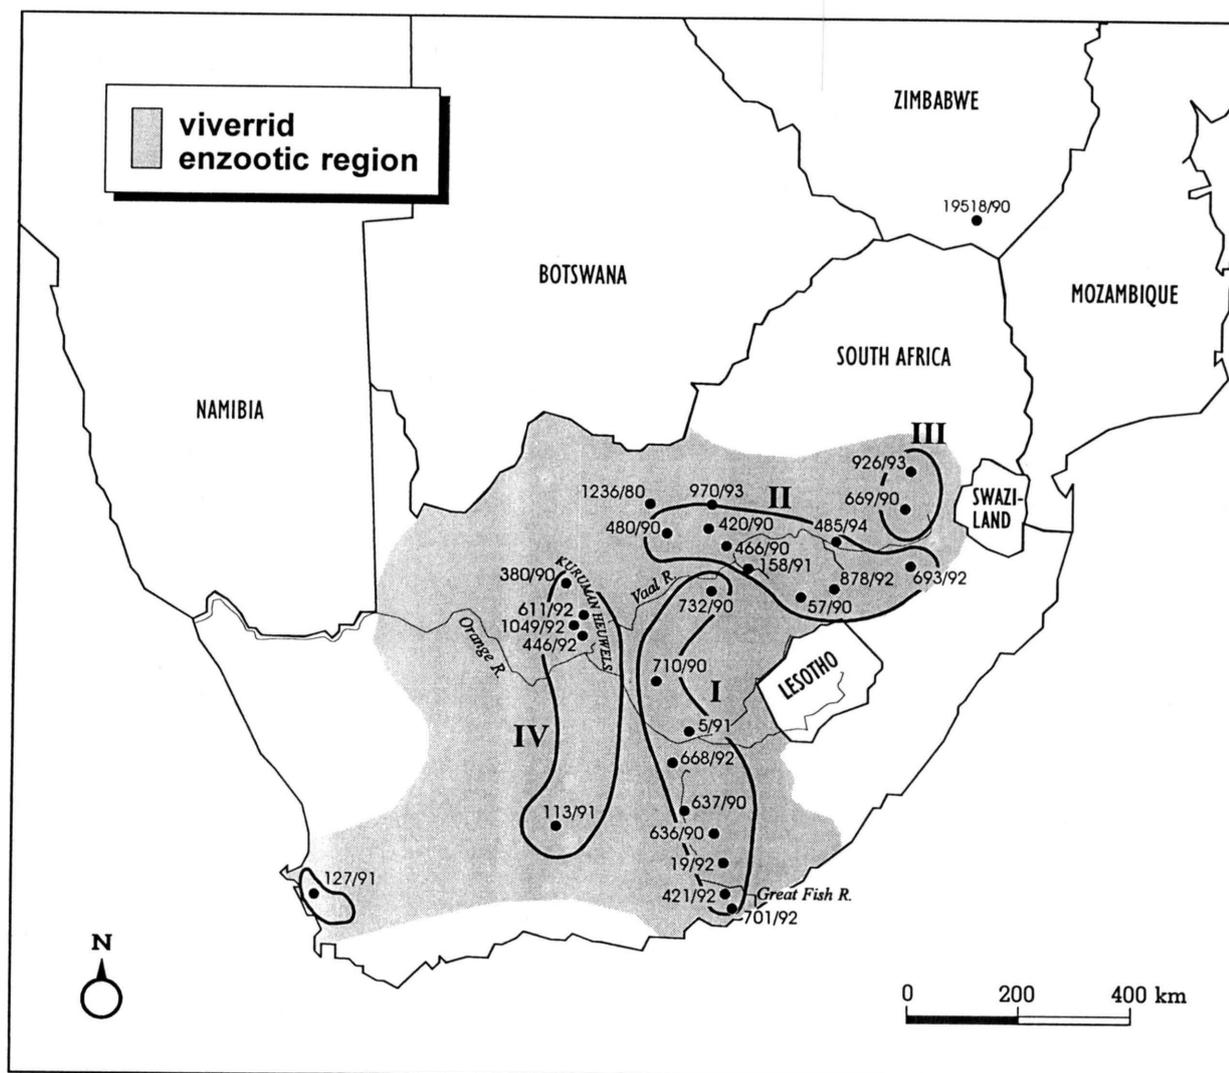 viverrid
enzootic region
ZIMBABWE
19518/90
BOTSWANA
MOZAMBIQUE
SOUTH AFRICA
NAMIBIA
III
926/93
669/90
SWAZI-
LAND
1236/80
970/93
II
480/90
420/90
485/94
466/90
158/91
878/92
693/92
57/90
380/90
KURUMAN HEUWELS
Vaal R.
732/90
611/92
1049/92
446/92
Orange R.
710/90
I
LESOTHO
IV
5/91
668/92
113/91
637/90
636/90
19/92
127/91
421/92
Great Fish R.
701/92
N
0 200 400 km